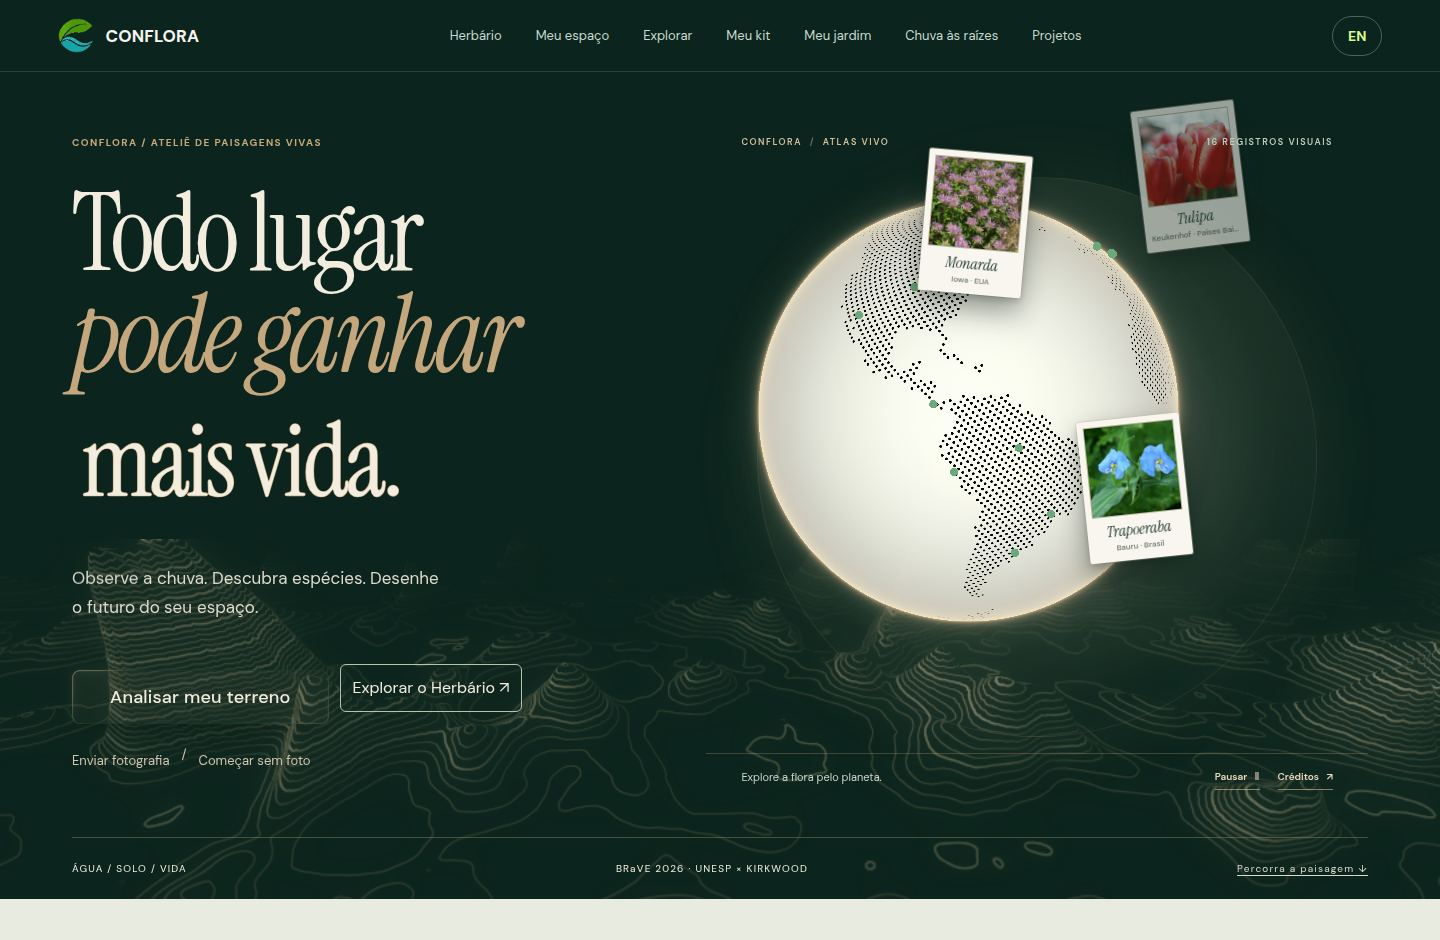 CONFLORA
Herbário
Meu espaço
Explorar
Meu kit
Meu jardim
Chuva às raízes
Projetos
EN
CONFLORA / ATELIÊ DE PAISAGENS VIVAS
Todo lugar
pode ganhar
mais vida.
Observe a chuva. Descubra espécies. Desenhe
o futuro do seu espaço.
Analisar meu terreno
Explorar o Herbário ↗
Enviar fotografia / Começar sem foto
CONFLORA / ATLAS VIVO
16 REGISTROS VISUAIS
Monarda
Iowa · EUA
Tulipa
Keukenhof · Países Bai...
Trapoeraba
Bauru · Brasil
Explore a flora pelo planeta.
Pausar ‖
Créditos ↗
ÁGUA / SOLO / VIDA
BRaVE 2026 · UNESP × KIRKWOOD
Percorra a paisagem ↓